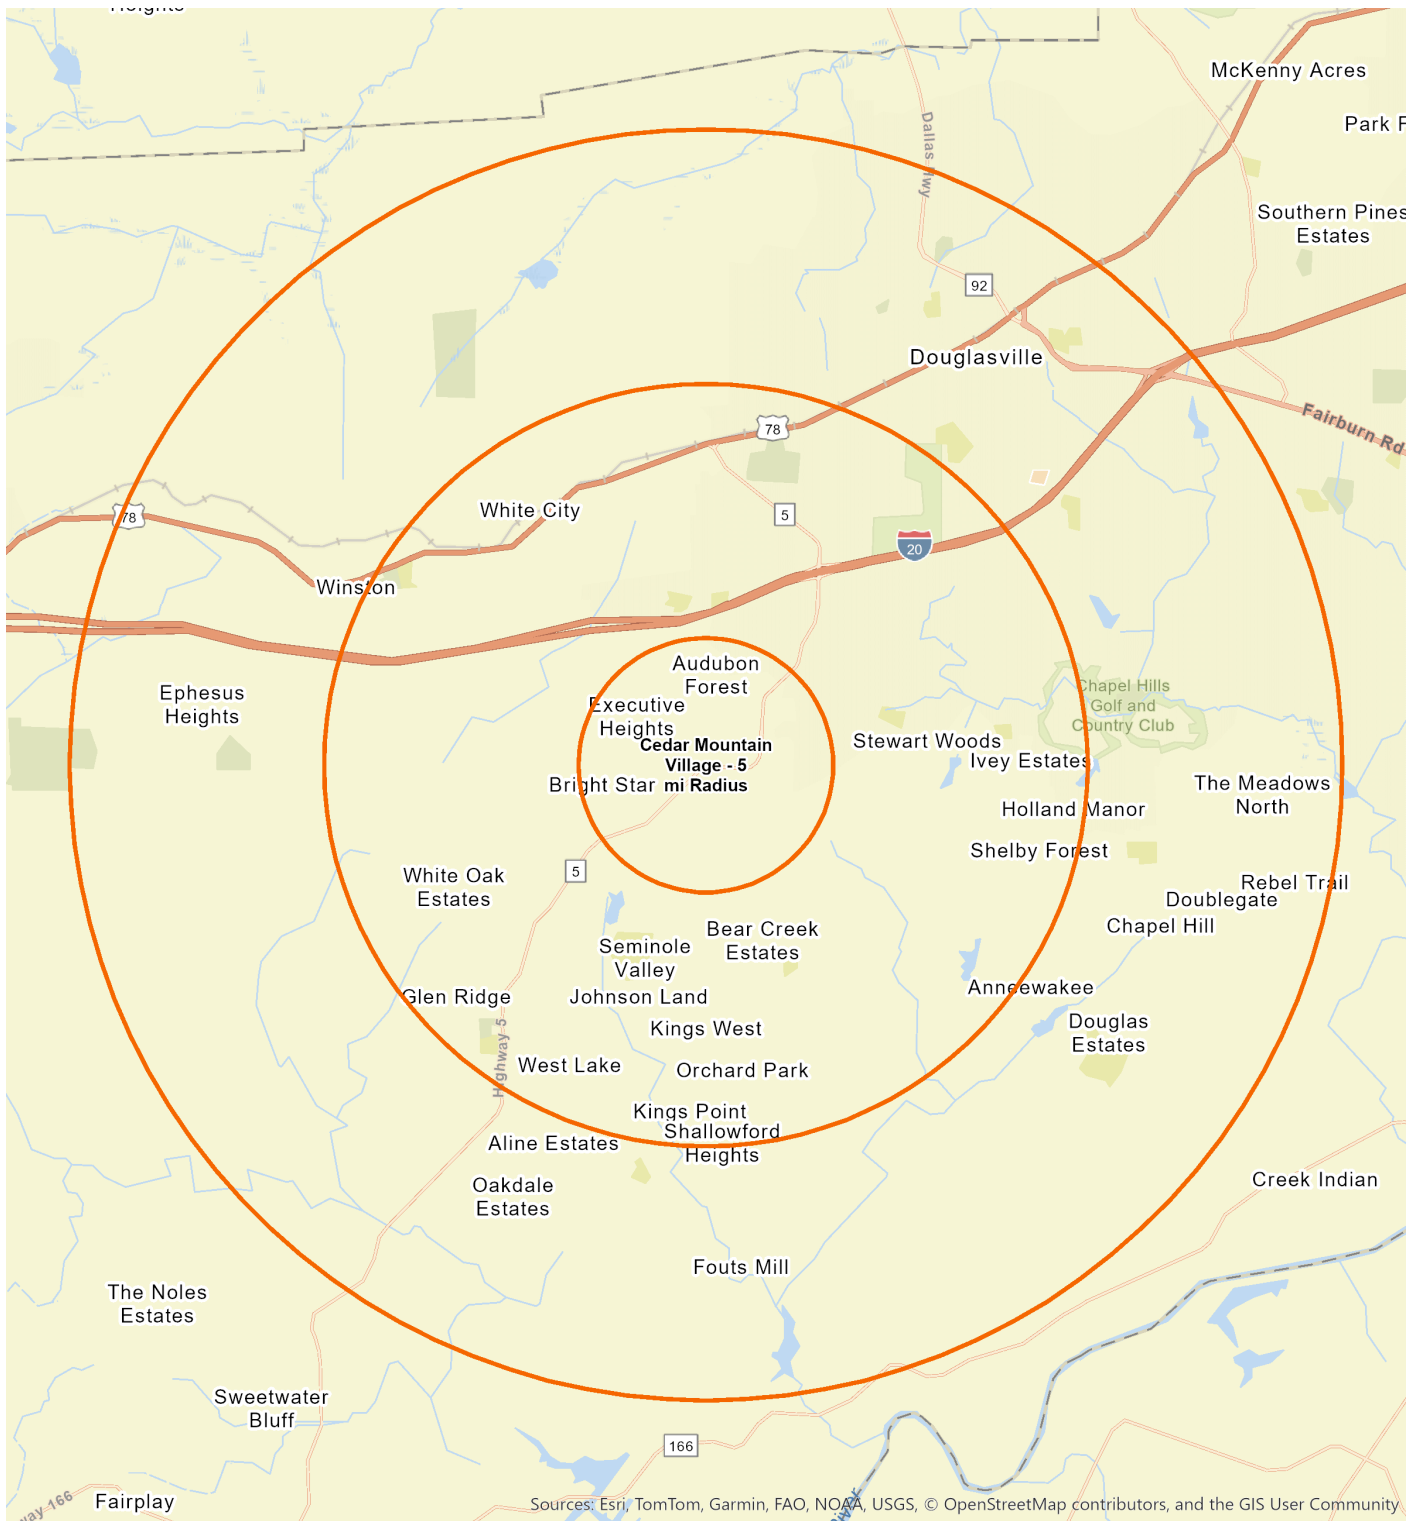 Heights
McKenny Acres
Park F
Dallas Hwy
Southern Pines
Estates
92
Douglasville
Fairburn Rd
78
White City
5
78
20
Winston
Audubon
Forest
Ephesus
Heights
Executive
Heights
Chapel Hills
Golf and
Country Club
Cedar Mountain
Village - 5
mi Radius
Stewart Woods
Ivey Estates
Bright Star
The Meadows
North
Holland Manor
Shelby Forest
5
White Oak
Estates
Rebel Trail
Doublegate
Chapel Hill
Bear Creek
Estates
Seminole
Valley
Glen Ridge
Johnson Land
Anneewakee
Kings West
Douglas
Estates
Highway 5
West Lake
Orchard Park
Kings Point
Shallowford
Heights
Aline Estates
Oakdale
Estates
Creek Indian
Fouts Mill
The Noles
Estates
Sweetwater
Bluff
166
way 166
Fairplay
River
Sources: Esri, TomTom, Garmin, FAO, NOAA, USGS, © OpenStreetMap contributors, and the GIS User Community